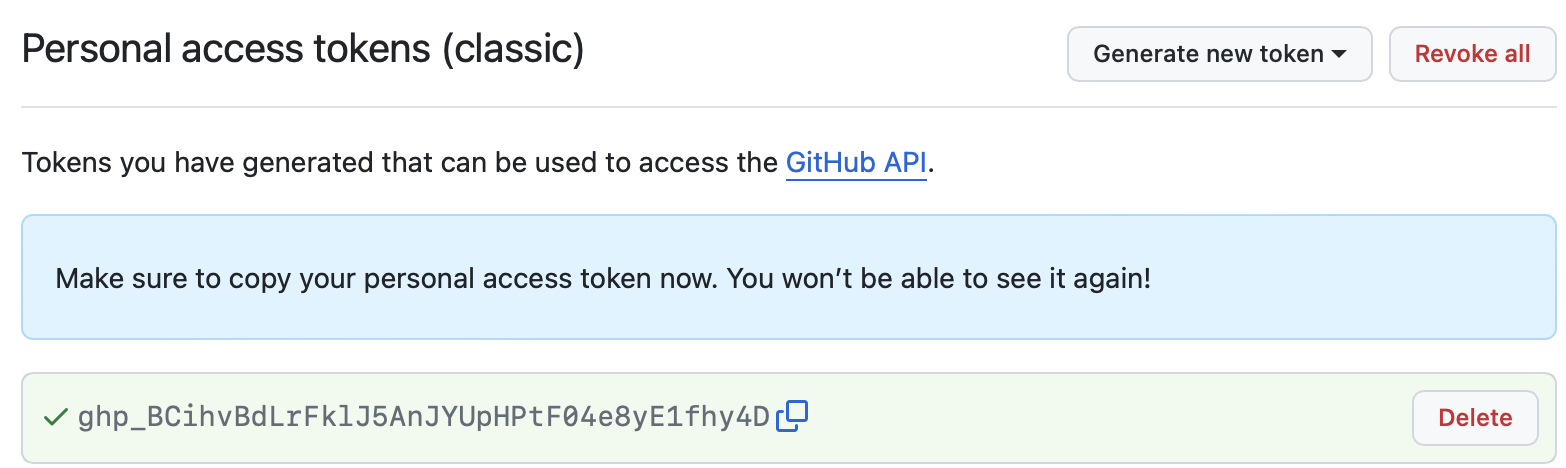 Personal access tokens (classic)
Generate new token
Revoke all
Tokens you have generated that can be used to access the GitHub API.
Make sure to copy your personal access token now. You won’t be able to see it again!
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
Delete